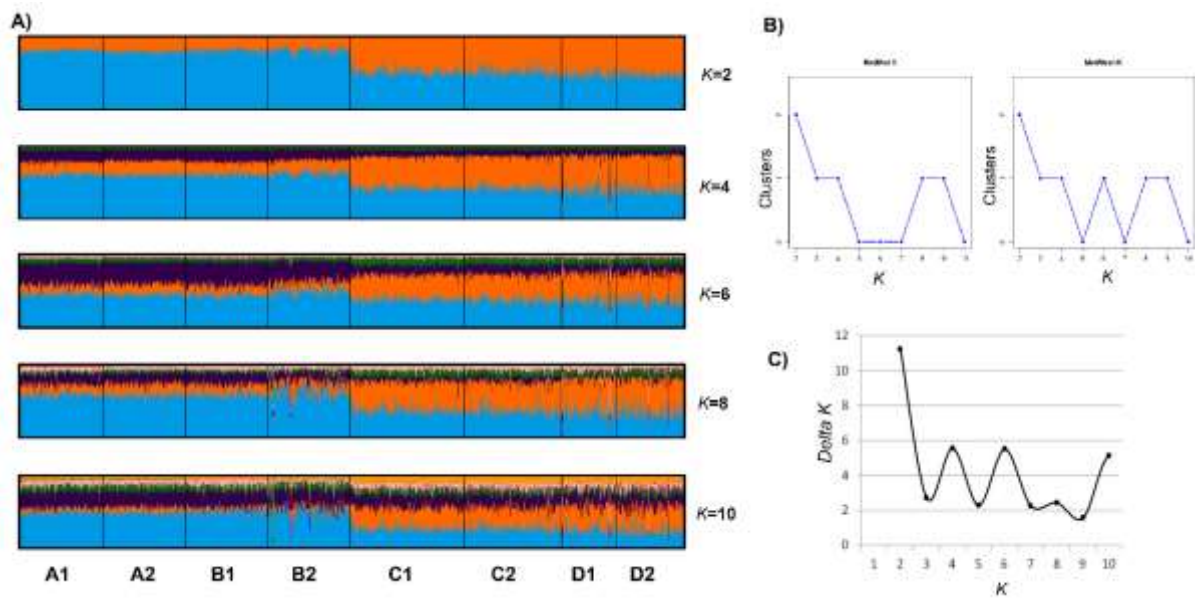 A)
K=2
K=4
K=6
K=8
K=10
A1 A2 B1 B2 C1 C2 D1 D2
B)
Clusters
K
Clusters
K
C)
12
10
8
6
4
2
0
Delta K
1 2 3 4 5 6 7 8 9 10
K